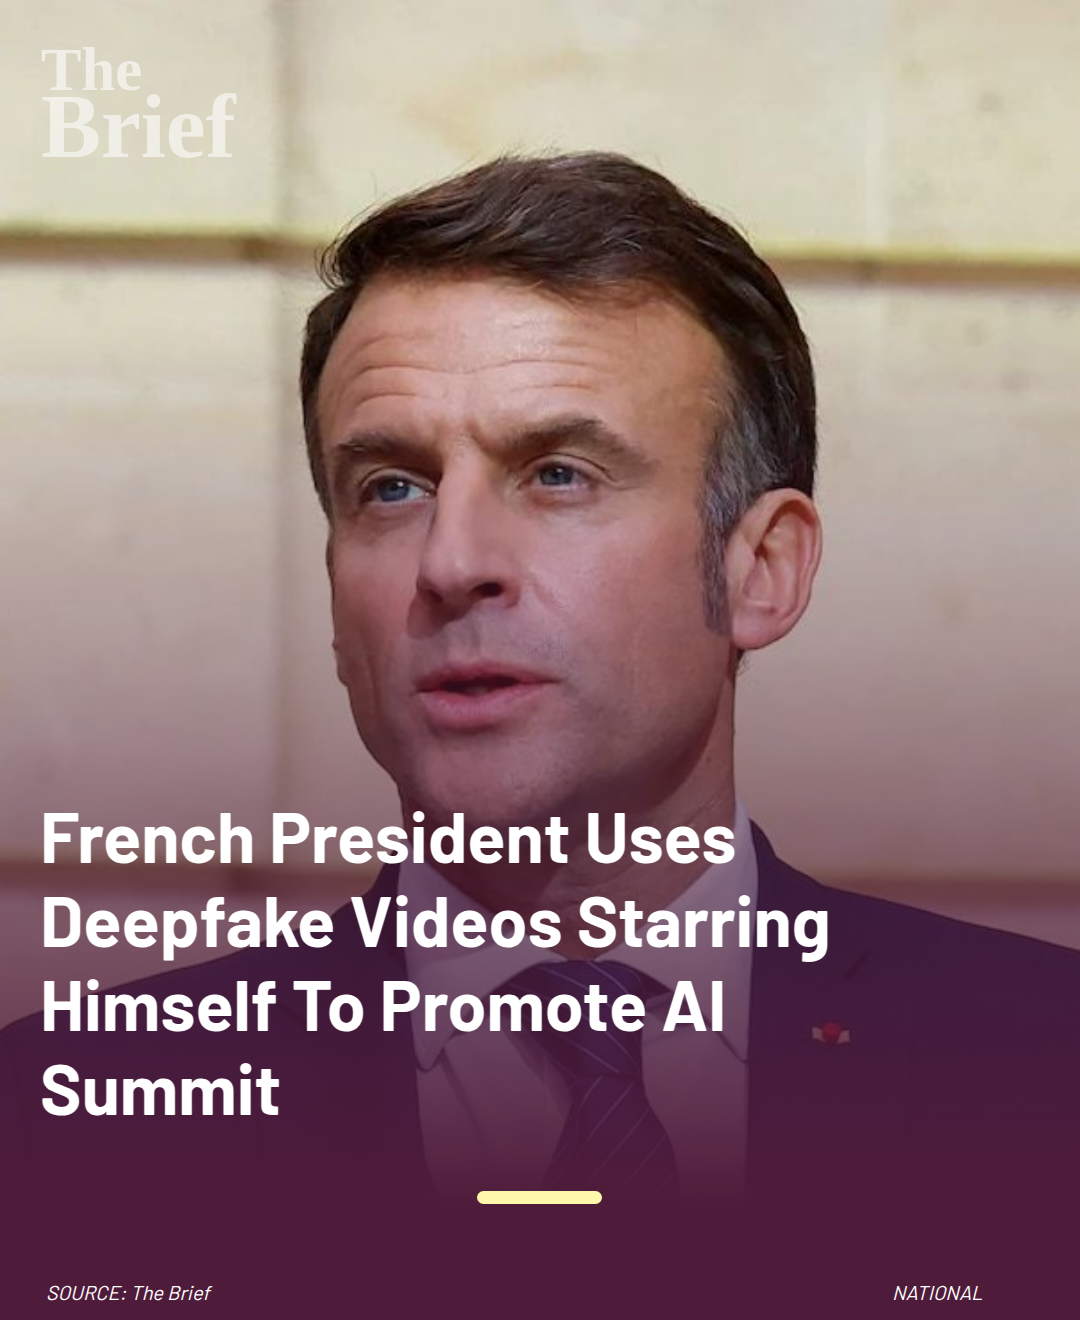 The
Brief
French President Uses
Deepfake Videos Starring
Himself To Promote AI
Summit
SOURCE: The Brief
NATIONAL